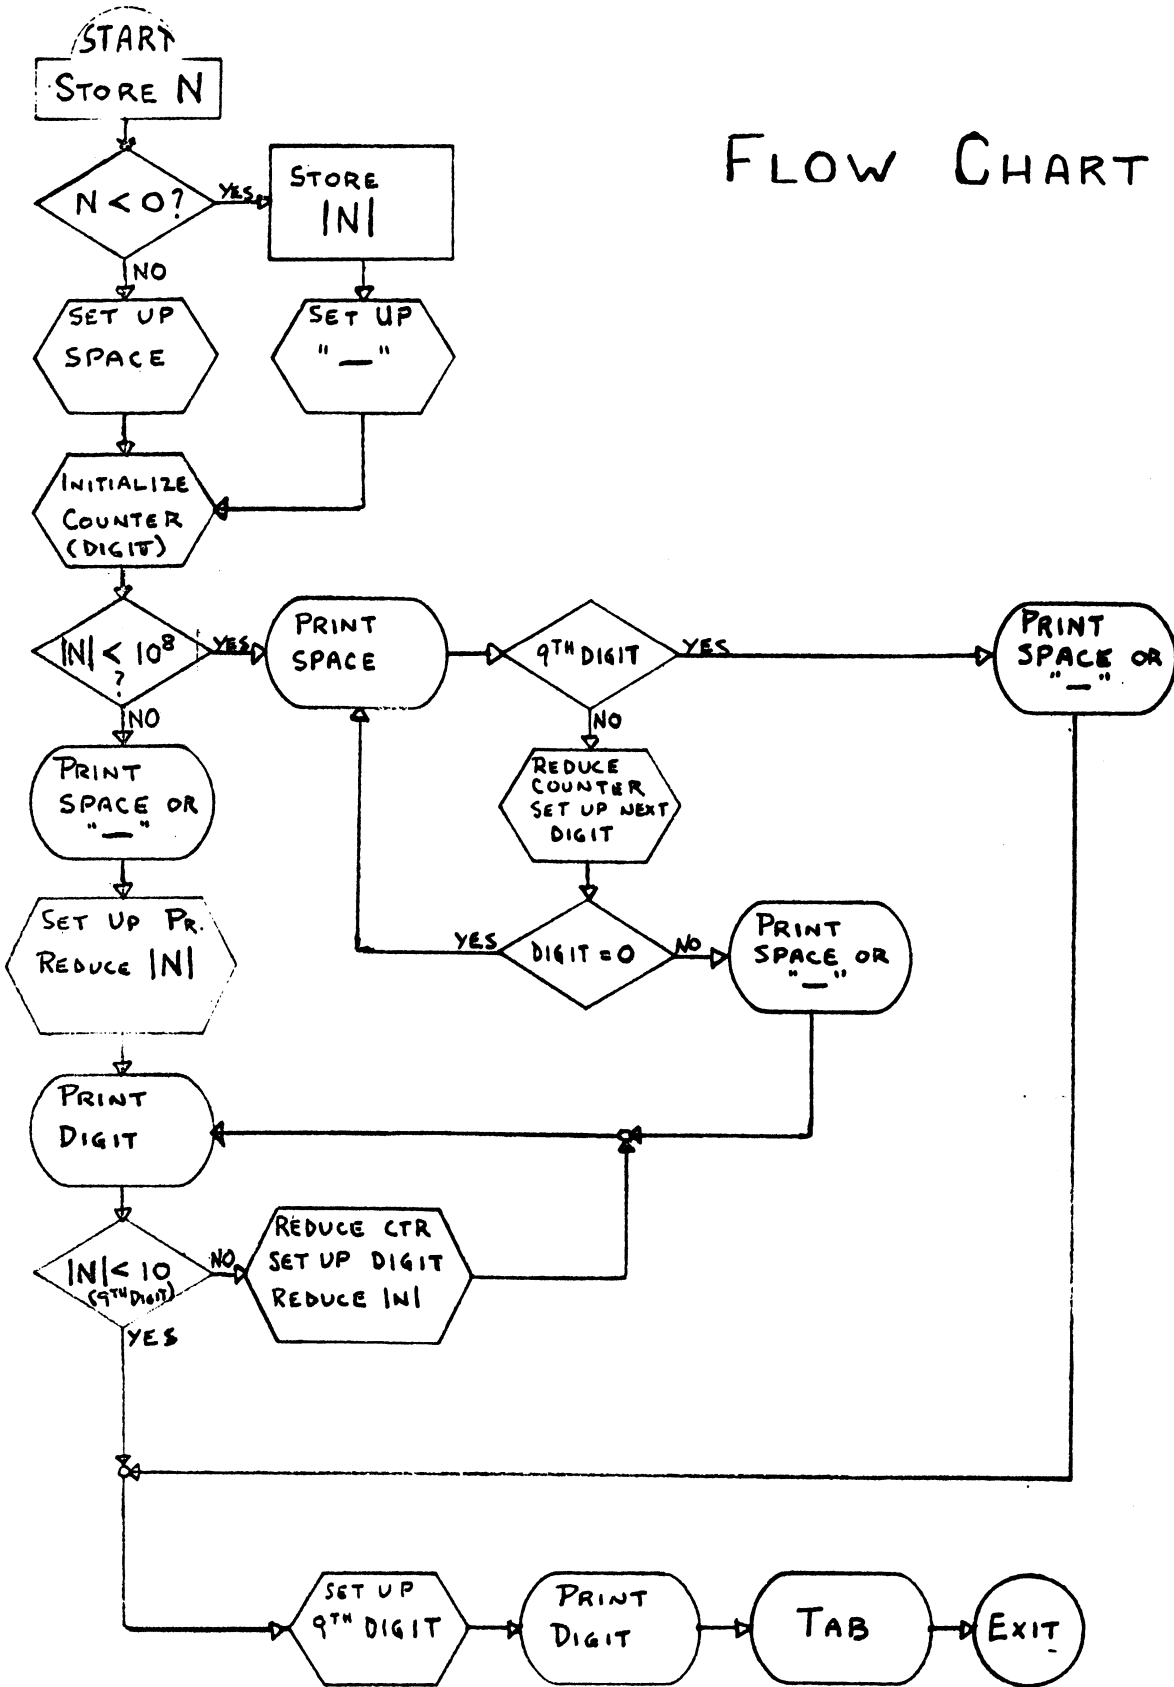 START
STORE N
FLOW CHART
N < 0?
YES
STORE
|N|
NO
SET UP
SPACE
SET UP
"—"
INITIALIZE
COUNTER
(DIGIT)
|N| < 10⁸
?
YES
PRINT
SPACE
9TH DIGIT
YES
PRINT
SPACE OR
"—"
NO
PRINT
SPACE OR
"—"
NO
REDUCE
COUNTER
SET UP NEXT
DIGIT
SET UP PR.
REDUCE |N|
YES
DIGIT = 0
NO
PRINT
SPACE OR
"—"
PRINT
DIGIT
|N| < 10
(9TH DIGIT)
NO
REDUCE CTR
SET UP DIGIT
REDUCE |N|
YES
SET UP
9TH DIGIT
PRINT
DIGIT
TAB
EXIT